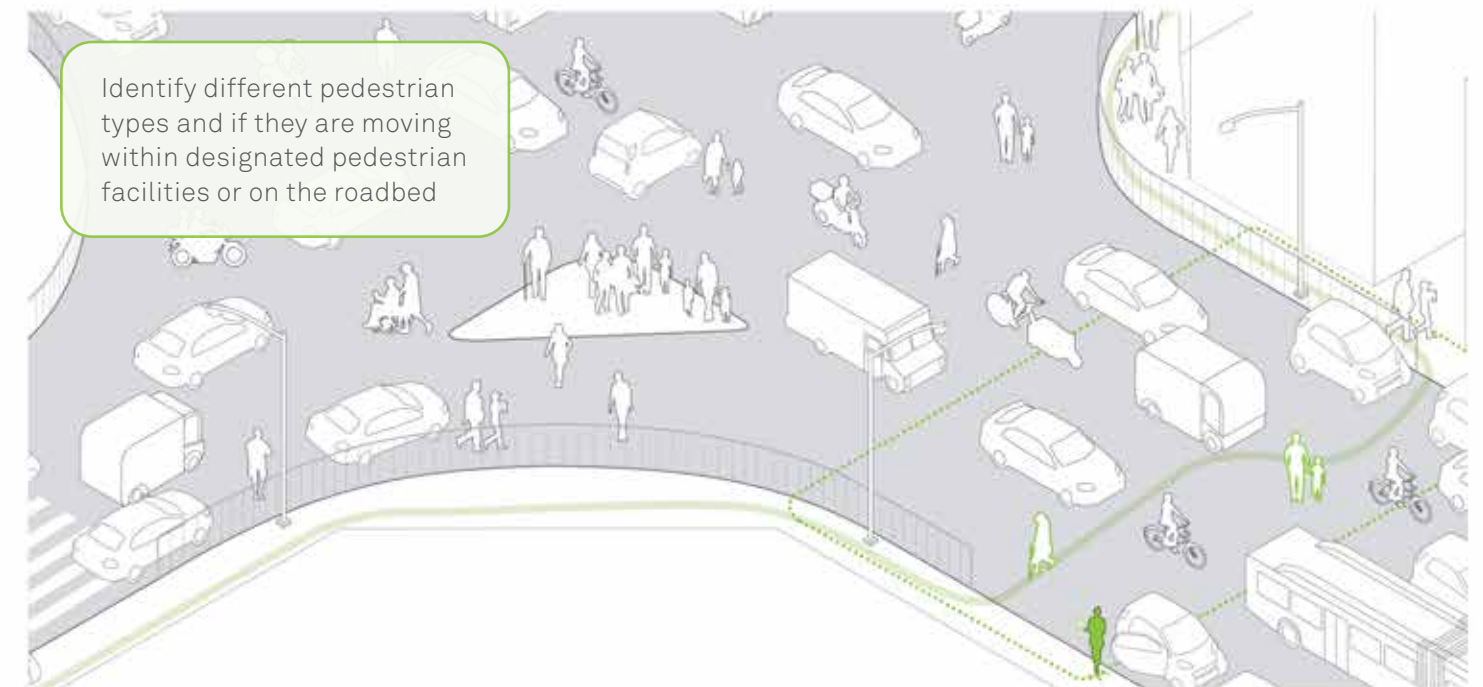 Identify different pedestrian
types and if they are moving
within designated pedestrian
facilities or on the roadbed